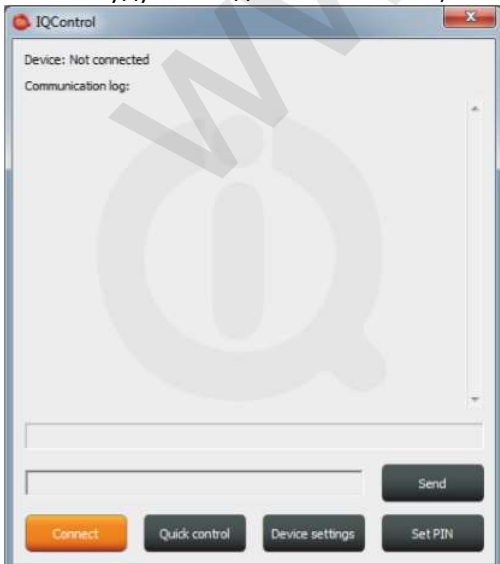 IQControl
Device: Not connected
Communication log:
Send
Connect Quick control Device settings Set PIN